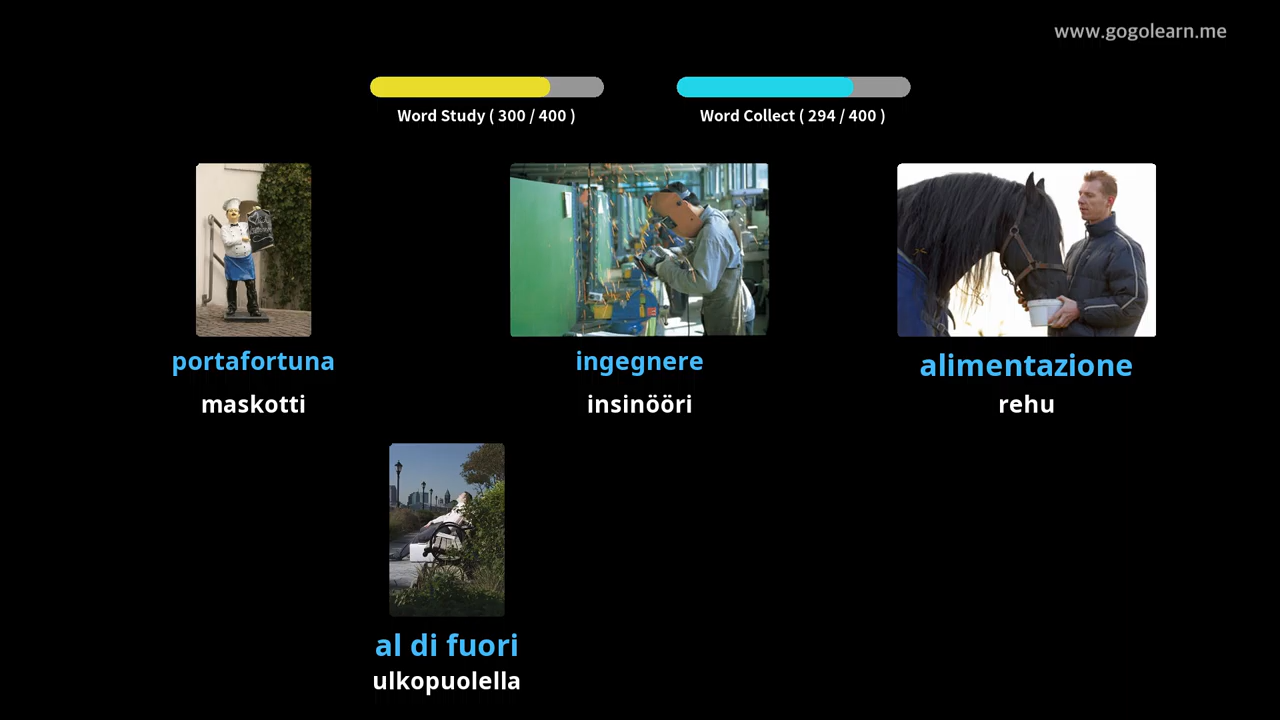 www.gogolearn.me
Word Study ( 300 / 400 )
Word Collect ( 294 / 400 )
portafortuna
ingegnere
alimentazione
maskotti
insinööri
rehu
al di fuori
ulkopuolella